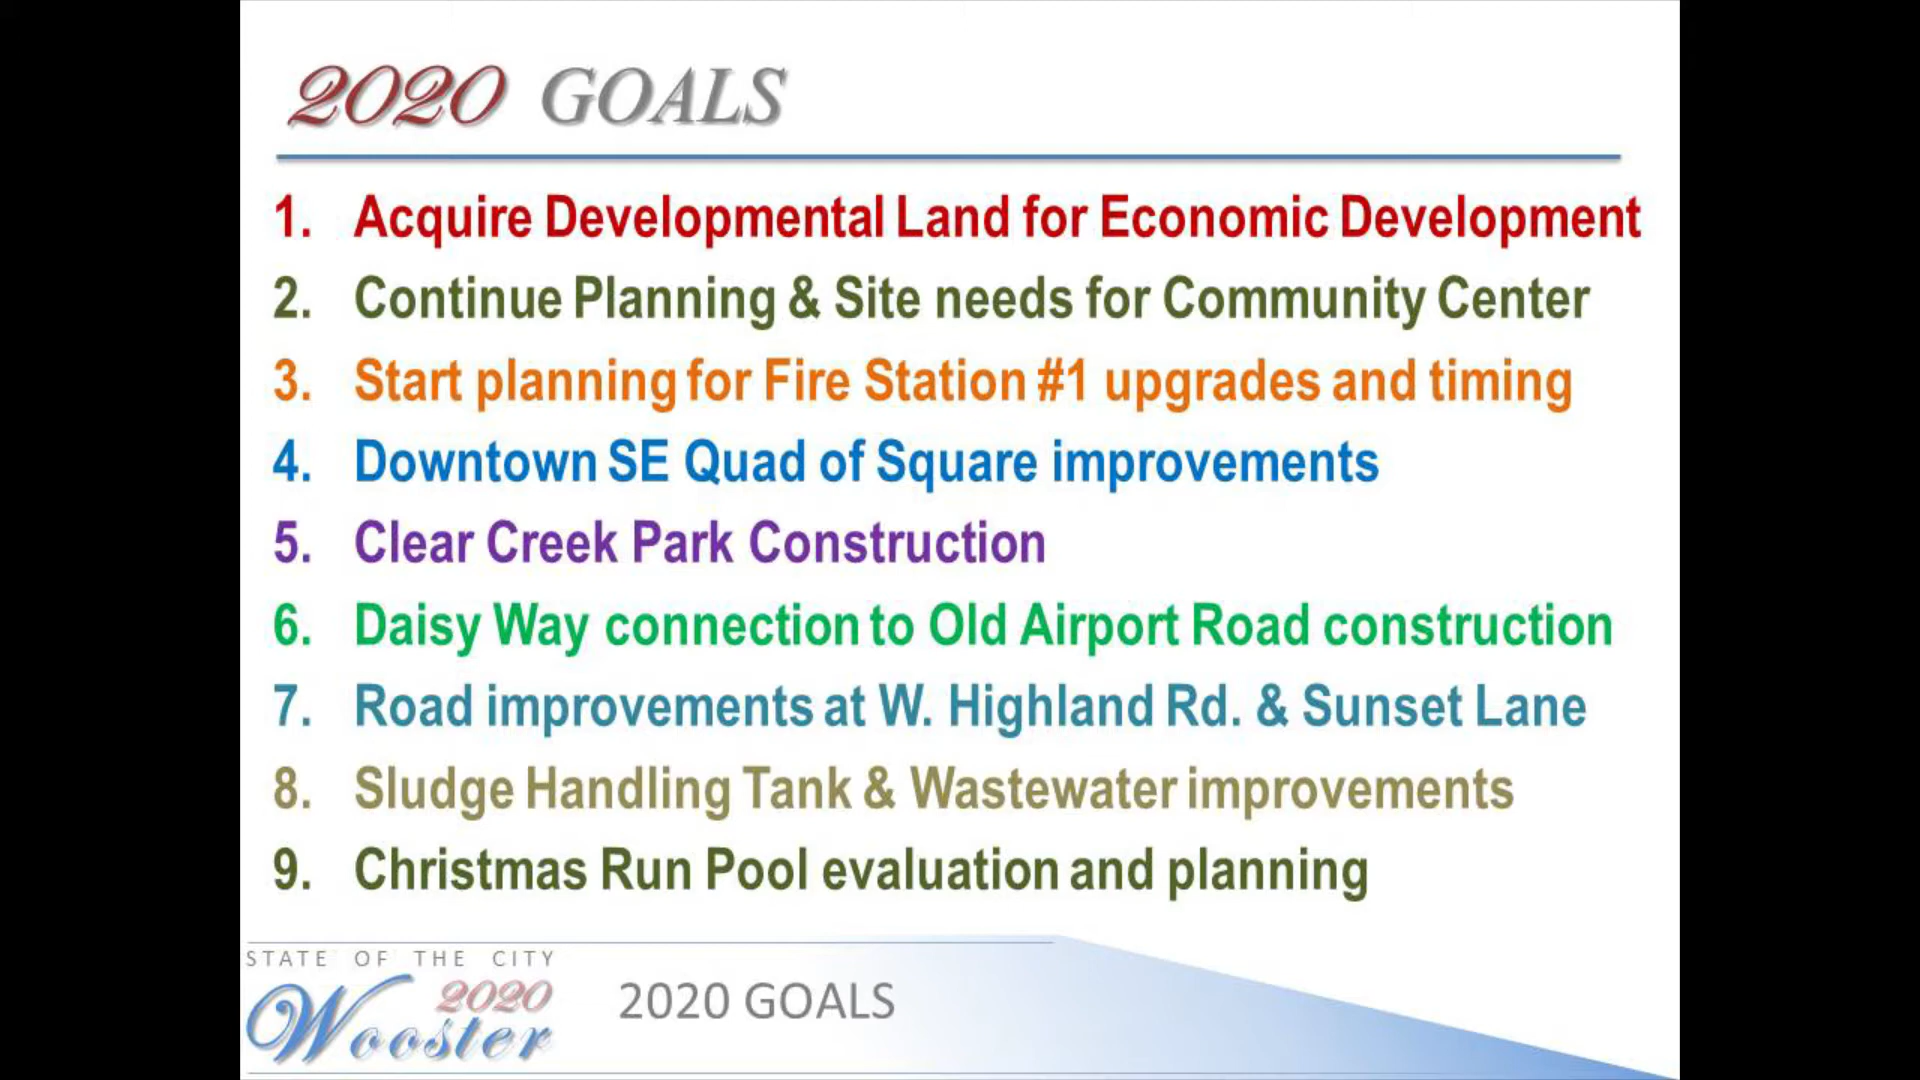 2020 GOALS
1. Acquire Developmental Land for Economic Development
2. Continue Planning & Site needs for Community Center
3. Start planning for Fire Station #1 upgrades and timing
4. Downtown SE Quad of Square improvements
5. Clear Creek Park Construction
6. Daisy Way connection to Old Airport Road construction
7. Road improvements at W. Highland Rd. & Sunset Lane
8. Sludge Handling Tank & Wastewater improvements
9. Christmas Run Pool evaluation and planning
STATE OF THE CITY
2020
Wooster
2020 GOALS